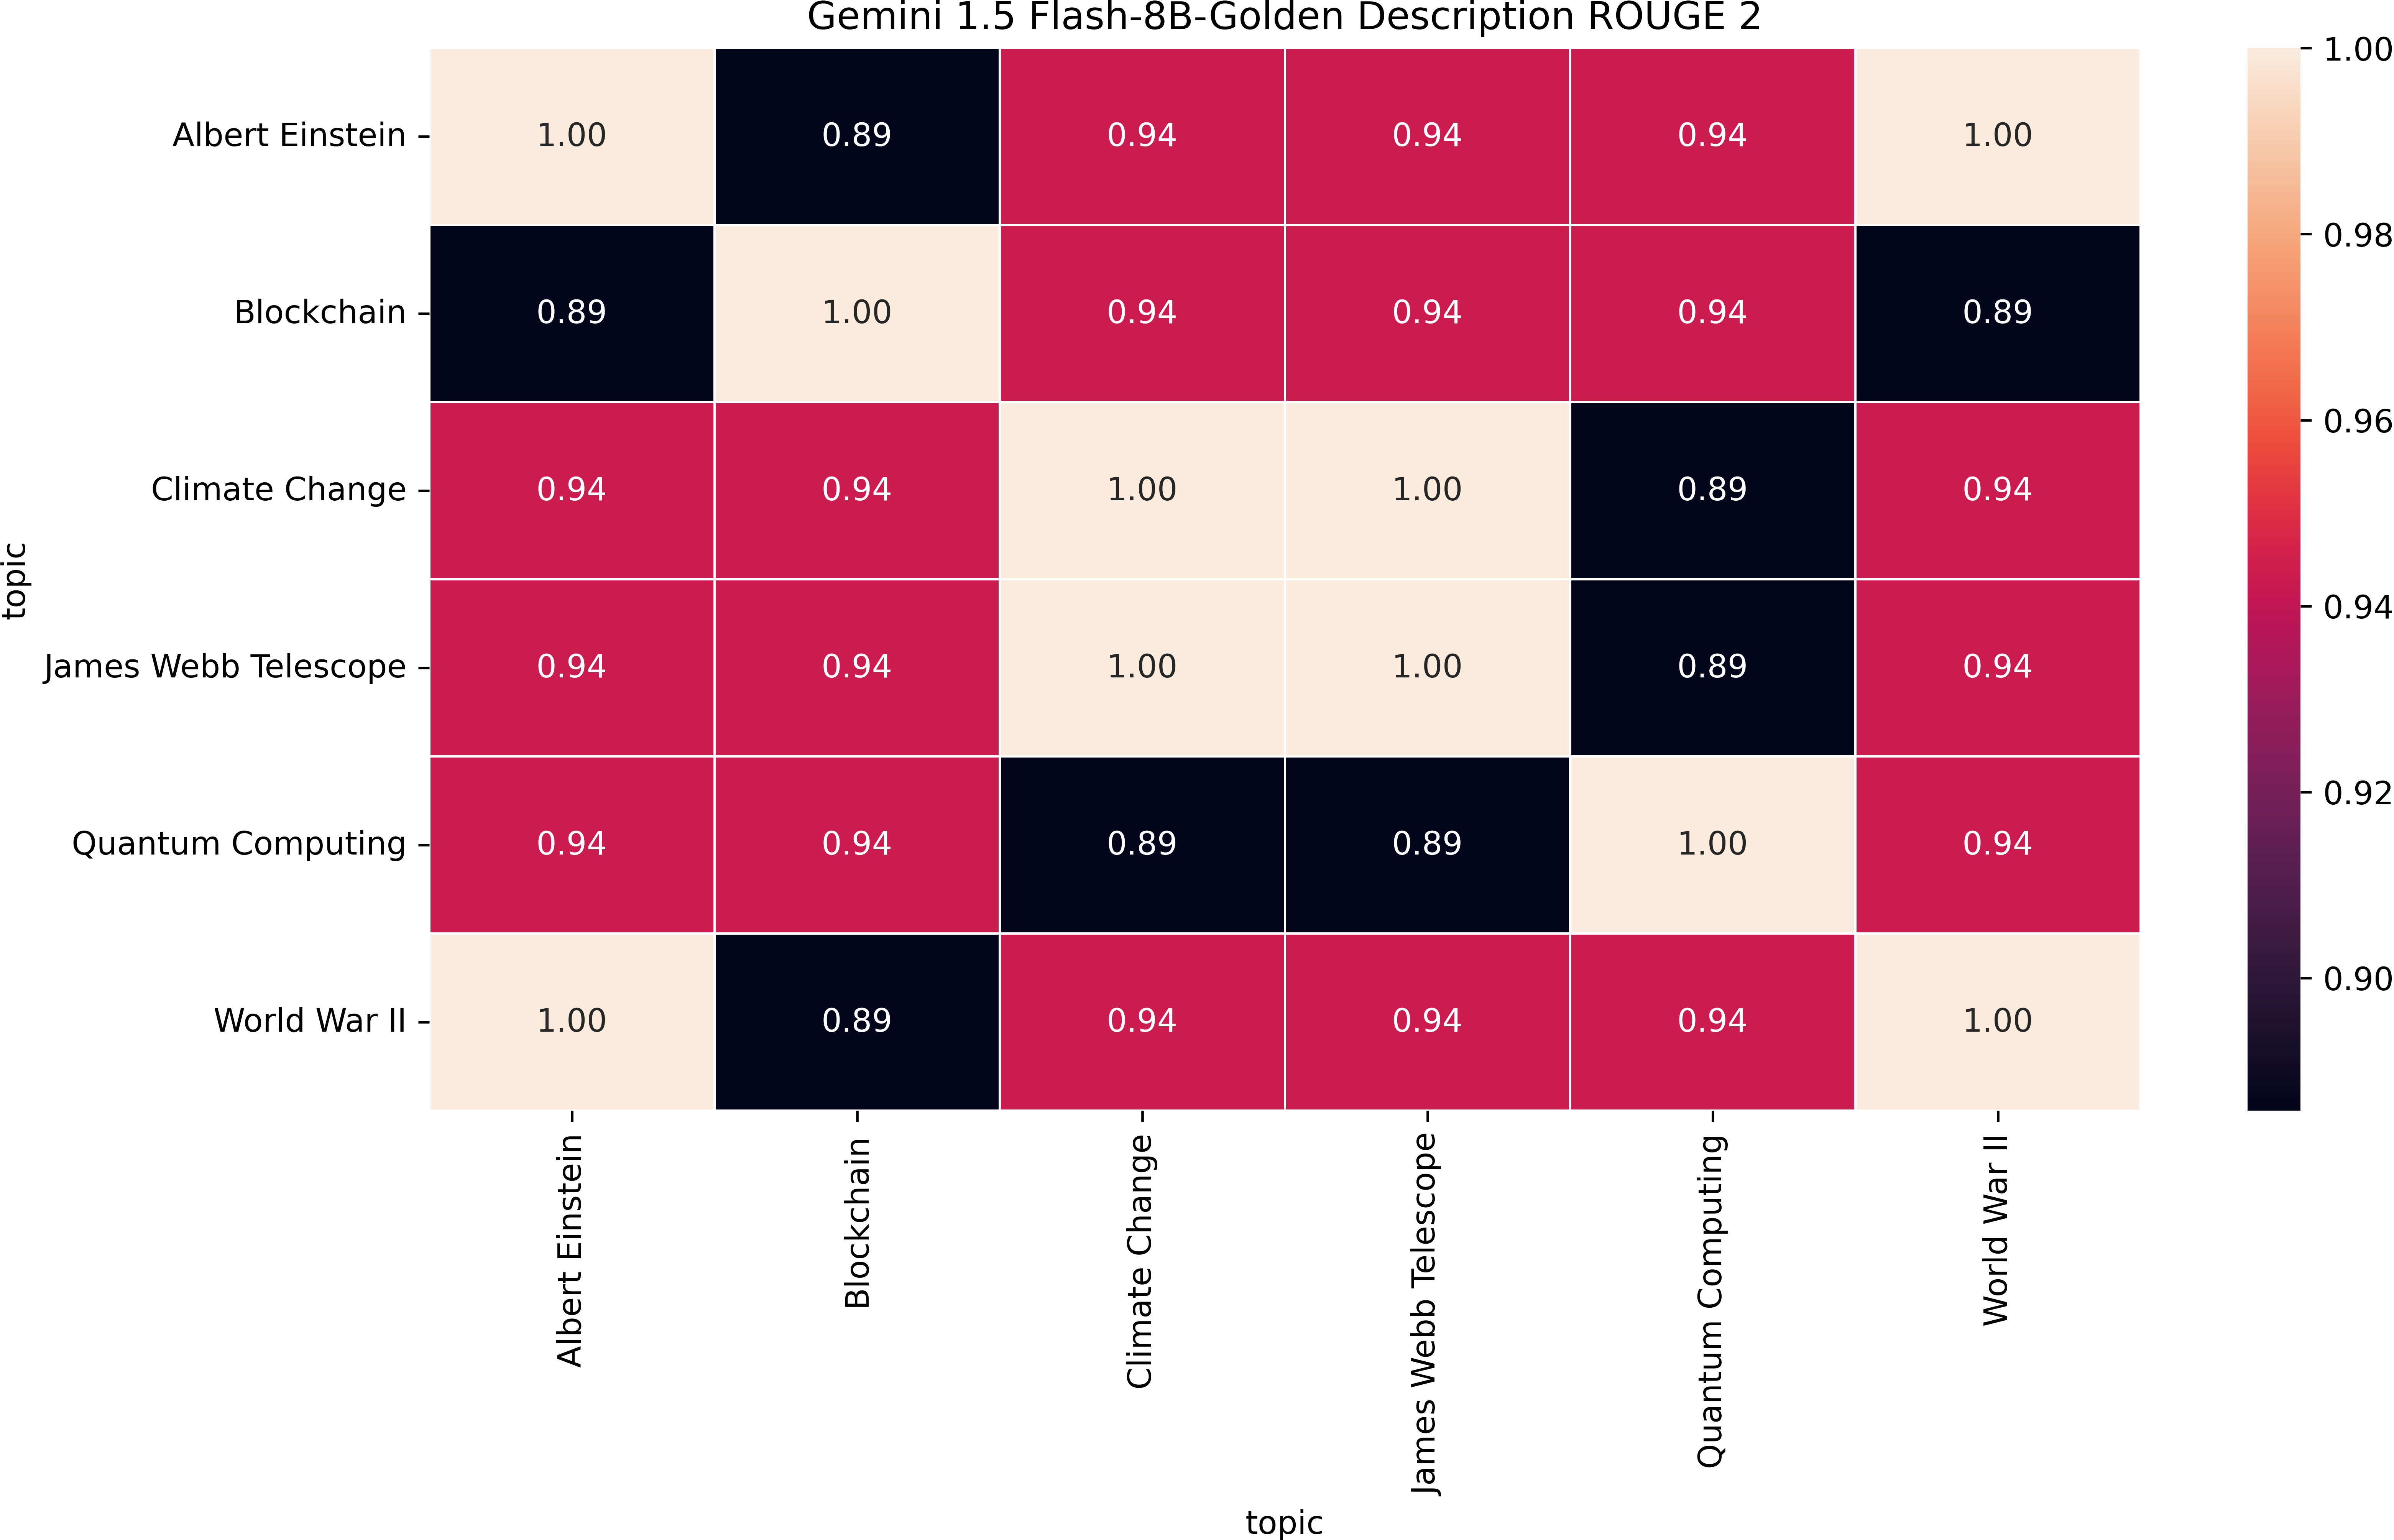 Gemini 1.5 Flash-8B-Golden Description ROUGE 2
Albert Einstein 1.00 0.89 0.94 0.94 0.94 1.00
Blockchain 0.89 1.00 0.94 0.94 0.94 0.89
Climate Change 0.94 0.94 1.00 1.00 0.89 0.94
James Webb Telescope 0.94 0.94 1.00 1.00 0.89 0.94
Quantum Computing 0.94 0.94 0.89 0.89 1.00 0.94
World War II 1.00 0.89 0.94 0.94 0.94 1.00
topic
Albert Einstein
Blockchain
Climate Change
James Webb Telescope
Quantum Computing
World War II
topic
1.00
0.98
0.96
0.94
0.92
0.90